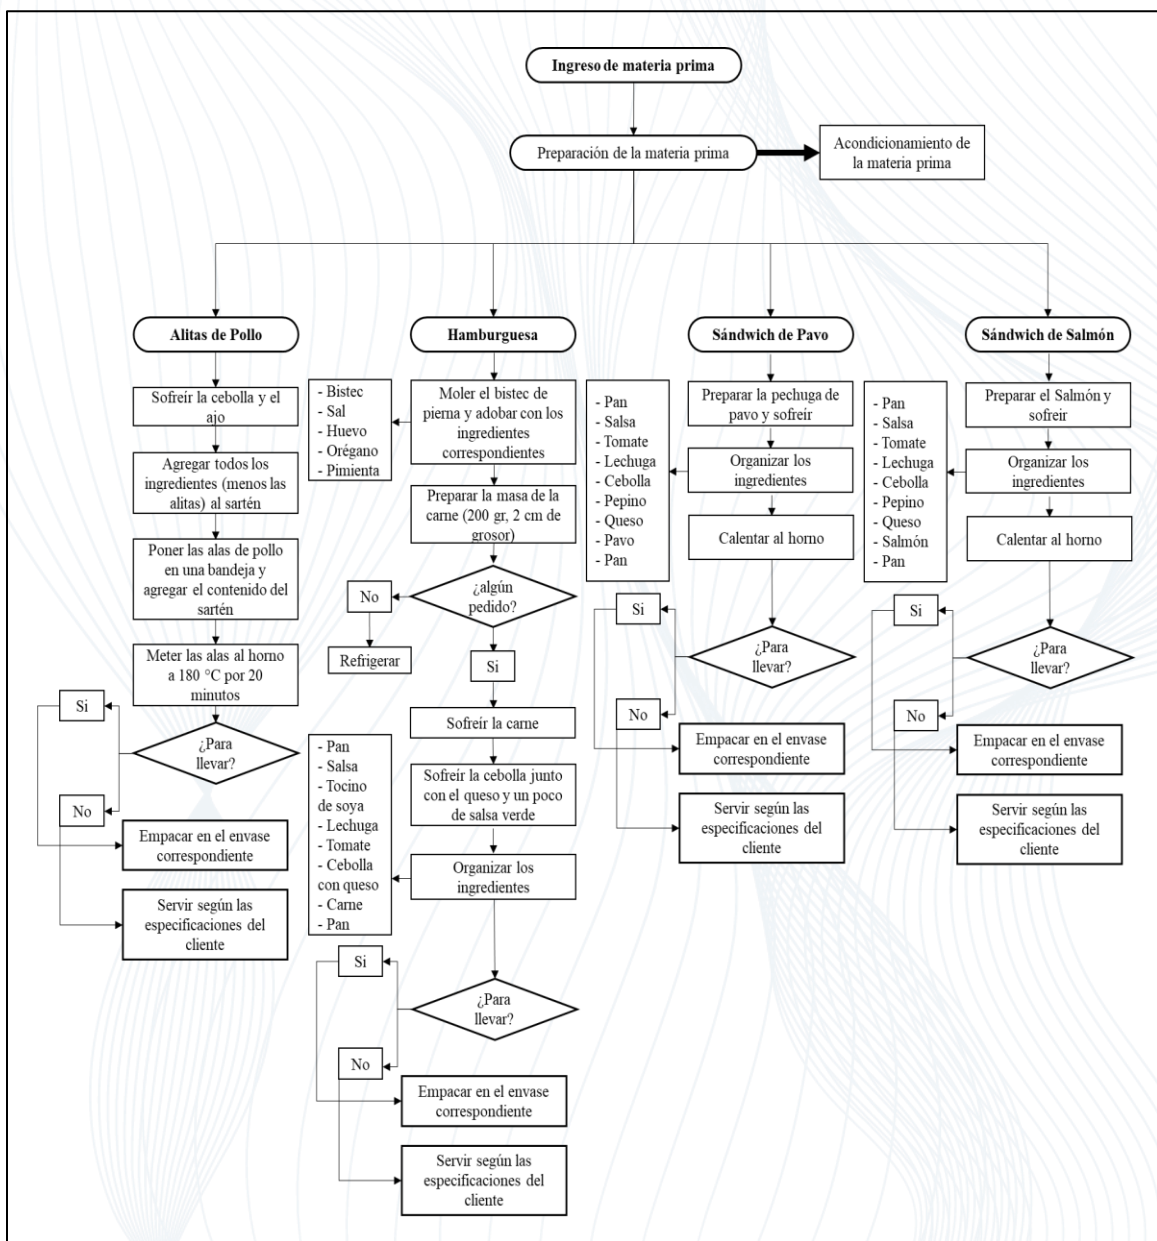 Ingreso de materia prima
Preparación de la materia prima
Acondicionamiento de
la materia prima
Alitas de Pollo
Sofreír la cebolla y el
ajo
Agregar todos los
ingredientes (menos las
alitas) al sartén
Poner las alas de pollo
en una bandeja y
agregar el contenido del
sartén
Meter las alas al horno
a 180 °C por 20
minutos
¿Para
llevar?
Si
No
Empacar en el envase
correspondiente
Servir según las
especificaciones del
cliente
Hamburguesa
Moler el bistec de
pierna y adobar con los
ingredientes
correspondientes
- Bistec
- Sal
- Huevo
- Orégano
- Pimienta
Preparar la masa de la
carne (200 gr, 2 cm de
grosor)
¿algún
pedido?
No
Refrigerar
Si
Sofreír la carne
Sofreír la cebolla junto
con el queso y un poco
de salsa verde
Organizar los
ingredientes
- Pan
- Salsa
- Tocino
de soya
- Lechuga
- Tomate
- Cebolla
con queso
- Carne
- Pan
¿Para
llevar?
Si
No
Empacar en el envase
correspondiente
Servir según las
especificaciones del
cliente
Sándwich de Pavo
Preparar la pechuga de
pavo y sofreír
Organizar los
ingredientes
- Pan
- Salsa
- Tomate
- Lechuga
- Cebolla
- Pepino
- Queso
- Pavo
- Pan
Calentar al horno
¿Para
llevar?
Si
No
Empacar en el envase
correspondiente
Servir según las
especificaciones del
cliente
Sándwich de Salmón
Preparar el Salmón y
sofreír
Organizar los
ingredientes
- Pan
- Salsa
- Tomate
- Lechuga
- Cebolla
- Pepino
- Queso
- Salmón
- Pan
Calentar al horno
¿Para
llevar?
Si
No
Empacar en el envase
correspondiente
Servir según las
especificaciones del
cliente